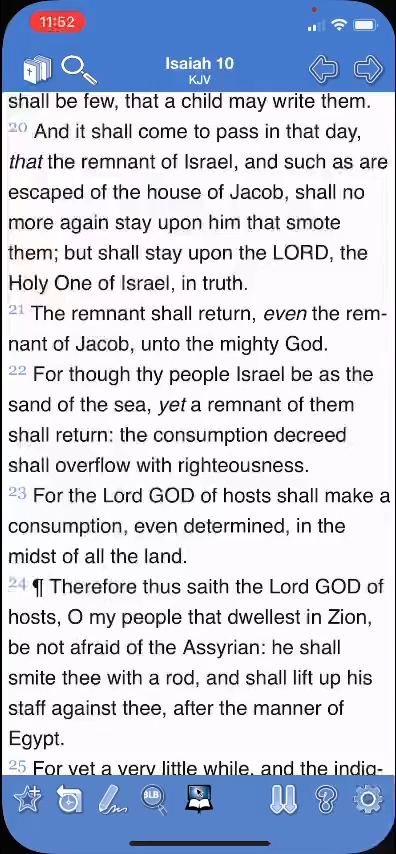 11:52
Isaiah 10
KJV
shall be few, that a child may write them.
20 And it shall come to pass in that day,
that the remnant of Israel, and such as are
escaped of the house of Jacob, shall no
more again stay upon him that smote
them; but shall stay upon the LORD, the
Holy One of Israel, in truth.
21 The remnant shall return, even the rem-
nant of Jacob, unto the mighty God.
22 For though thy people Israel be as the
sand of the sea, yet a remnant of them
shall return: the consumption decreed
shall overflow with righteousness.
23 For the Lord GOD of hosts shall make a
consumption, even determined, in the
midst of all the land.
24 ¶ Therefore thus saith the Lord GOD of
hosts, O my people that dwellest in Zion,
be not afraid of the Assyrian: he shall
smite thee with a rod, and shall lift up his
staff against thee, after the manner of
Egypt.
25 For yet a very little while, and the indig-
BLB